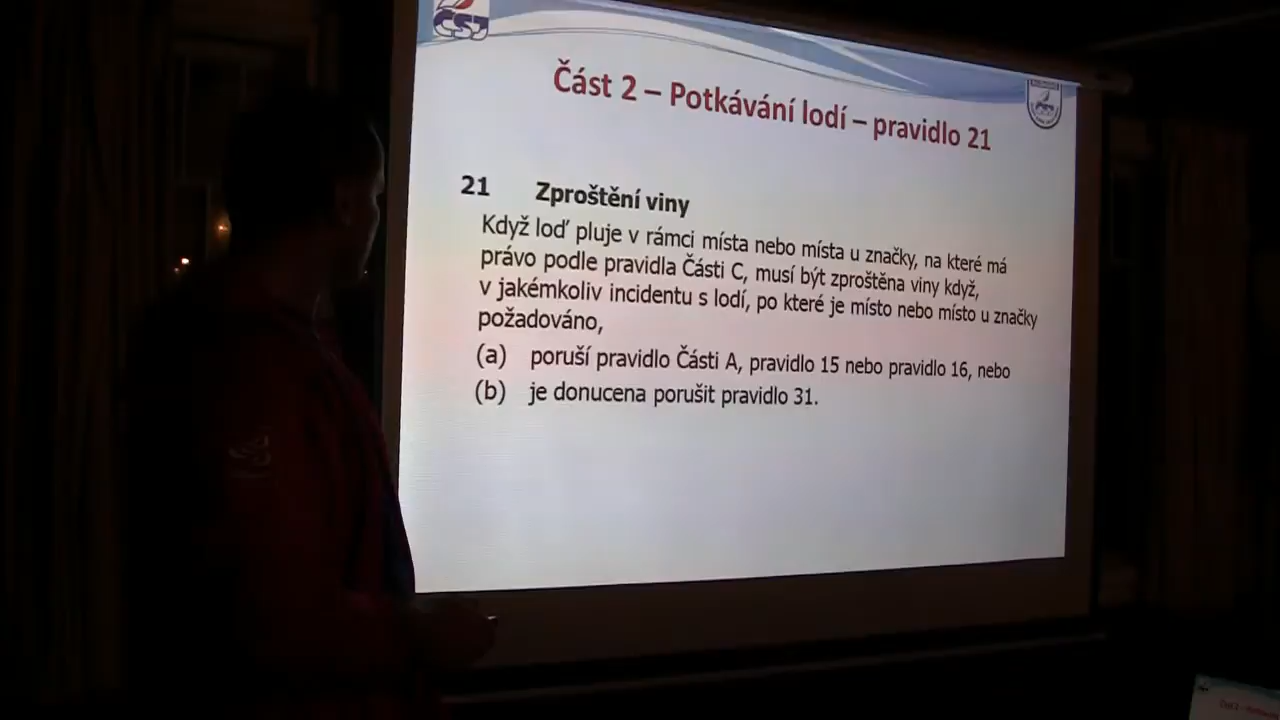 ČSJ
Část 2 – Potkávání lodí – pravidlo 21
21 Zproštění viny
Když loď pluje v rámci místa nebo místa u značky, na které má
právo podle pravidla Části C, musí být zproštěna viny když,
v jakémkoliv incidentu s lodí, po které je místo nebo místo u značky
požadováno,
(a) poruší pravidlo Části A, pravidlo 15 nebo pravidlo 16, nebo
(b) je donucena porušit pravidlo 31.